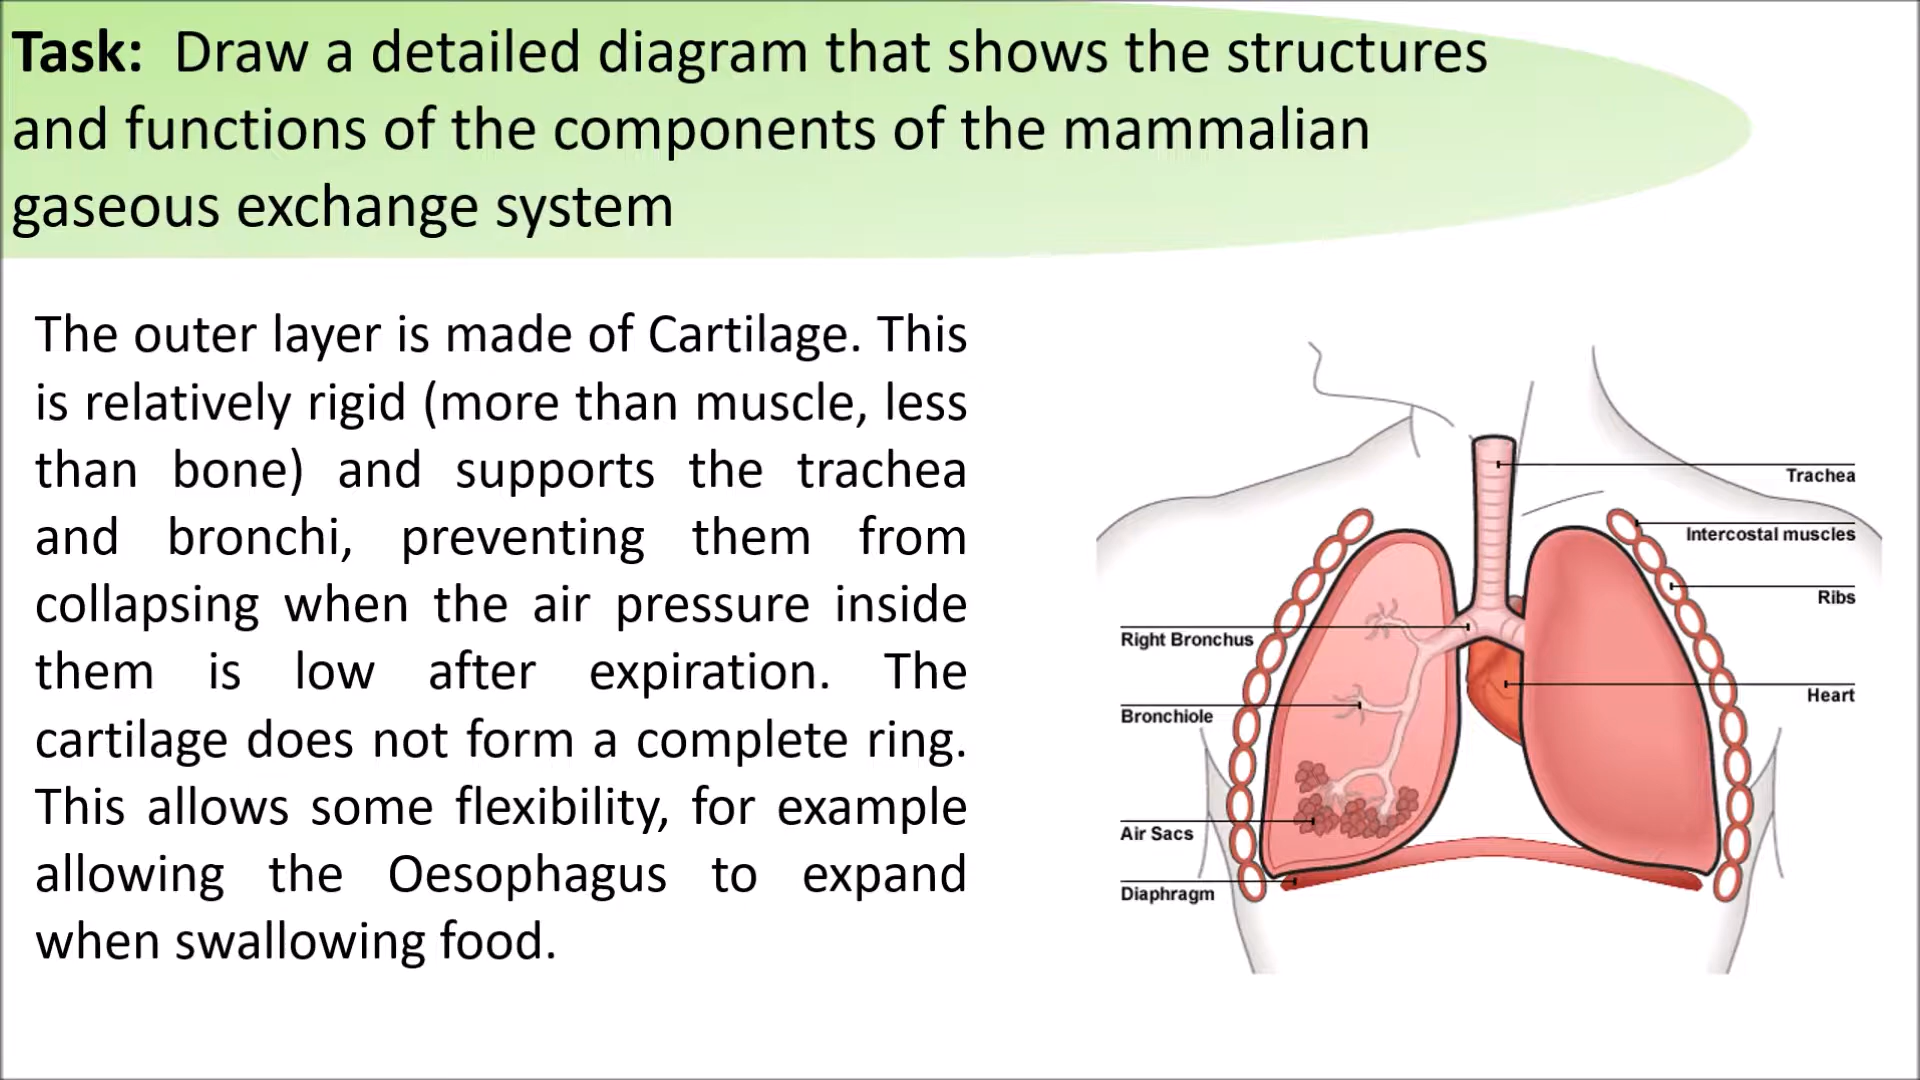 Task: Draw a detailed diagram that shows the structures
and functions of the components of the mammalian
gaseous exchange system
The outer layer is made of Cartilage. This
is relatively rigid (more than muscle, less
than bone) and supports the trachea
and bronchi, preventing them from
collapsing when the air pressure inside
them is low after expiration. The
cartilage does not form a complete ring.
This allows some flexibility, for example
allowing the Oesophagus to expand
when swallowing food.
Trachea
Intercostal muscles
Ribs
Right Bronchus
Heart
Bronchiole
Air Sacs
Diaphragm